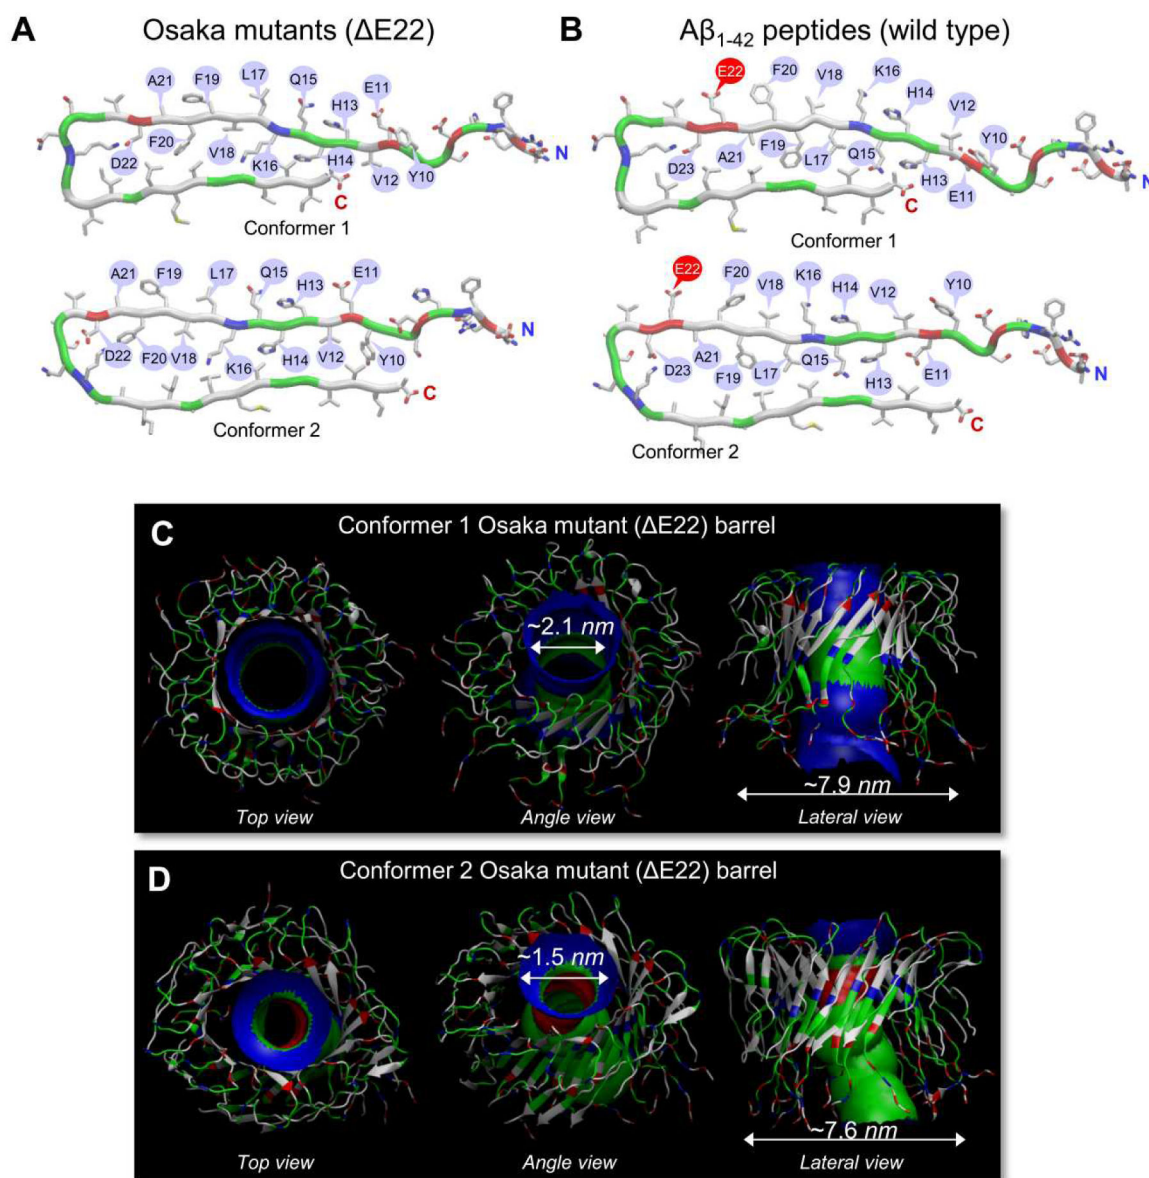 A Osaka mutants (ΔE22)
A21 F19 L17 Q15 H13 E11
D22 F20 V18 K16 H14 V12 Y10
N
C
Conformer 1
A21 F19 L17 Q15 H13 E11
D22 F20 V18 K16 H14 V12 Y10
N
C
Conformer 2
B Aβ1-42 peptides (wild type)
E22 F20 V18 K16 H14 V12 Y10
D23 A21 F19 L17 Q15 H13 E11
N
C
Conformer 1
E22 F20 V18 K16 H14 V12 Y10
D23 A21 F19 L17 Q15 H13 E11
N
C
Conformer 2
C Conformer 1 Osaka mutant (ΔE22) barrel
~2.1 nm
~7.9 nm
Top view Angle view Lateral view
D Conformer 2 Osaka mutant (ΔE22) barrel
~1.5 nm
~7.6 nm
Top view Angle view Lateral view